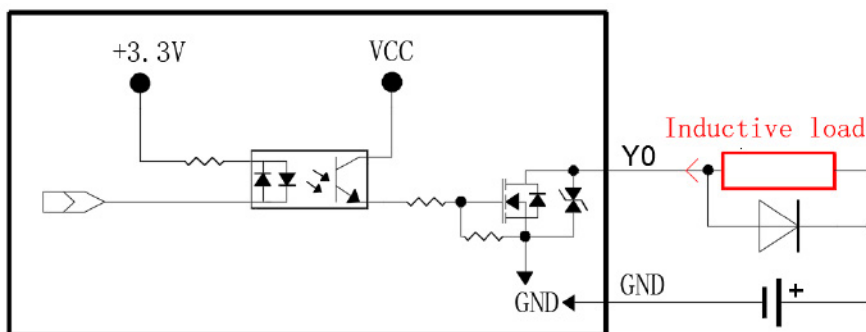 +3.3V
VCC
Inductive load
Y0
GND
GND
+